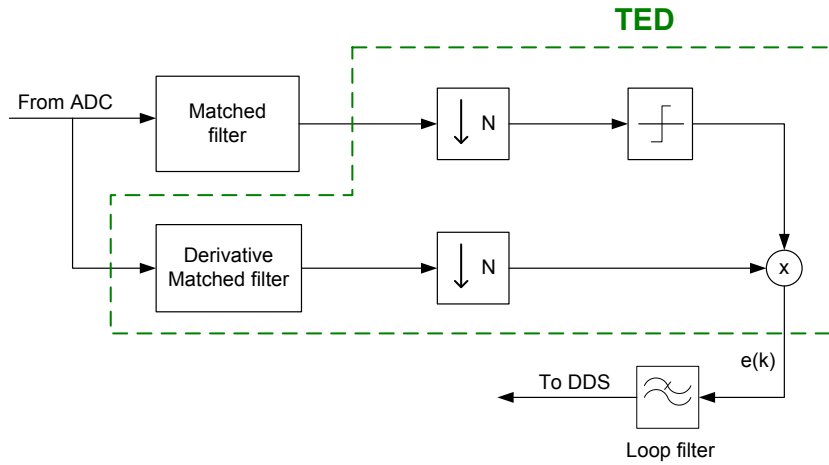 TED
From ADC
Matched
filter
N
Derivative
Matched filter
N
x
e(k)
To DDS
Loop filter